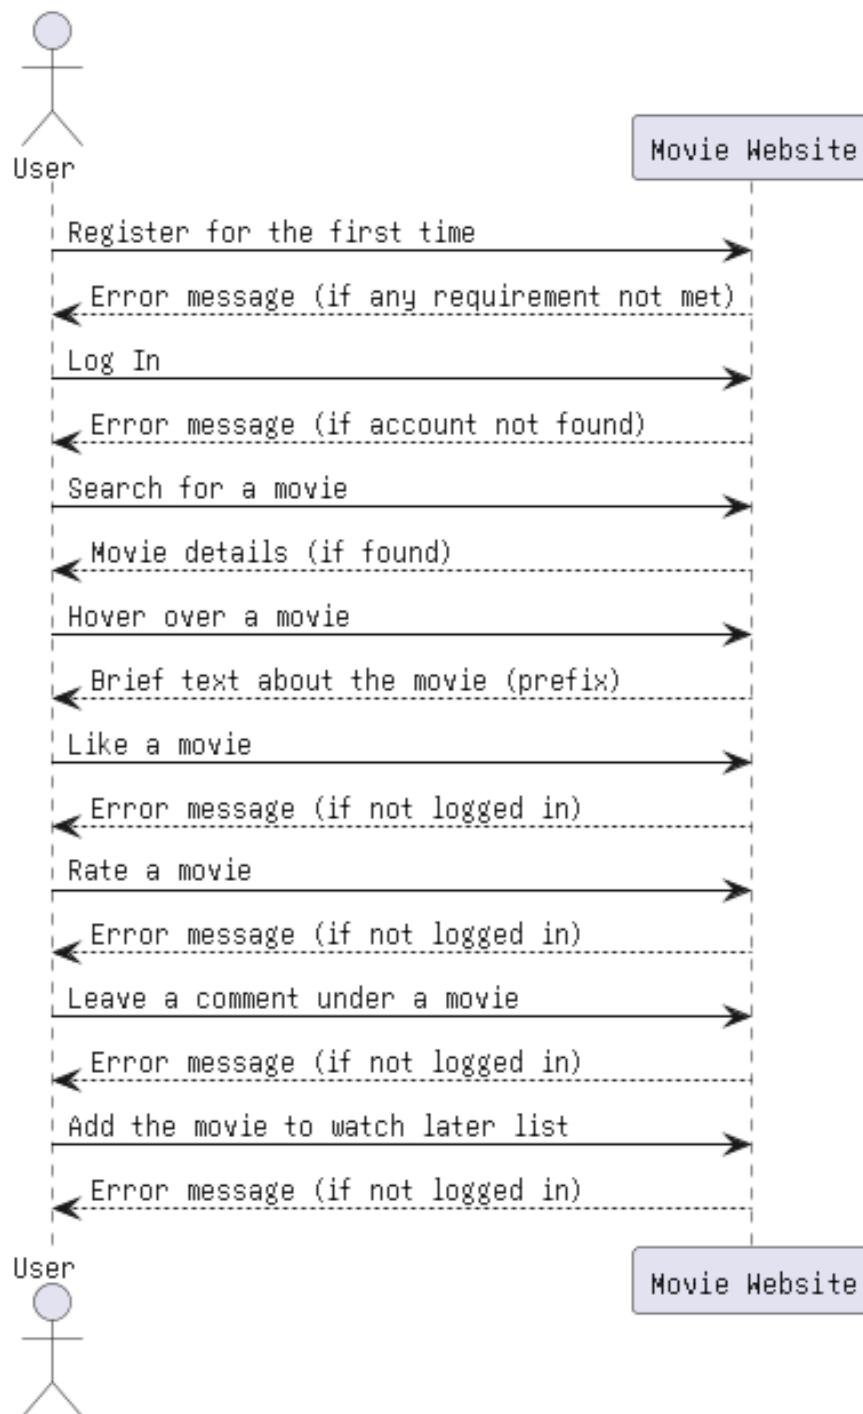 User
Movie Website
Register for the first time
Error message (if any requirement not met)
Log In
Error message (if account not found)
Search for a movie
Movie details (if found)
Hover over a movie
Brief text about the movie (prefix)
Like a movie
Error message (if not logged in)
Rate a movie
Error message (if not logged in)
Leave a comment under a movie
Error message (if not logged in)
Add the movie to watch later list
Error message (if not logged in)
User
Movie Website